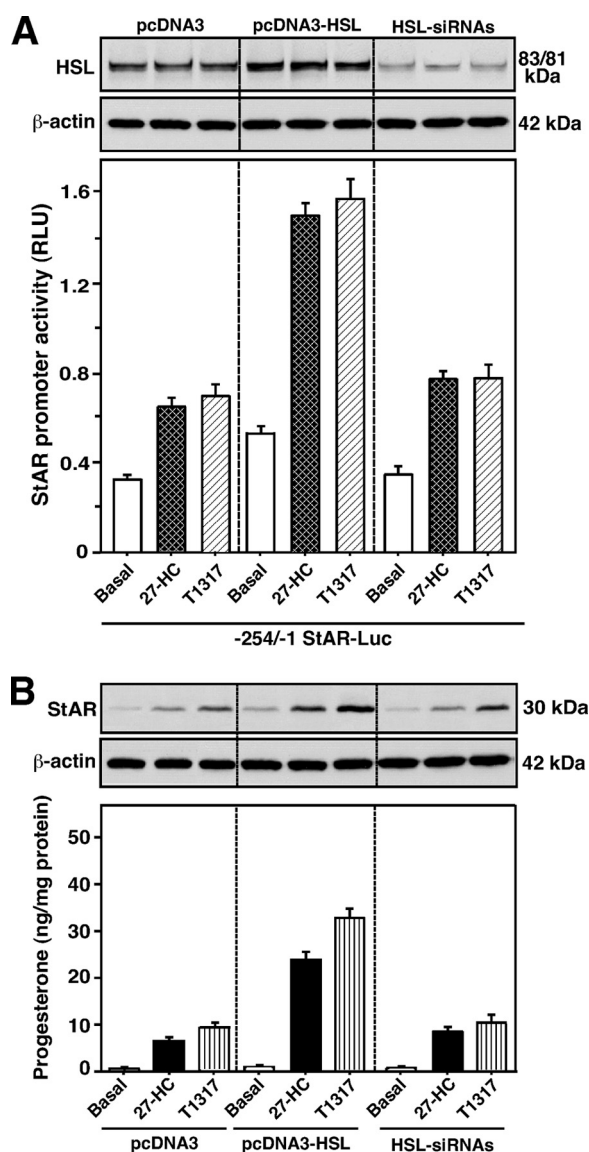 A
pcDNA3 pcDNA3-HSL HSL-siRNAs
HSL
83/81
kDa
β-actin
42 kDa
StAR promoter activity (RLU)
1.6
1.2
0.8
0.4
0
Basal 27-HC T1317 Basal 27-HC T1317 Basal 27-HC T1317
-254/-1 StAR-Luc
B
StAR
30 kDa
β-actin
42 kDa
Progesterone (ng/mg protein)
50
40
30
20
10
0
Basal 27-HC T1317 Basal 27-HC T1317 Basal 27-HC T1317
pcDNA3 pcDNA3-HSL HSL-siRNAs